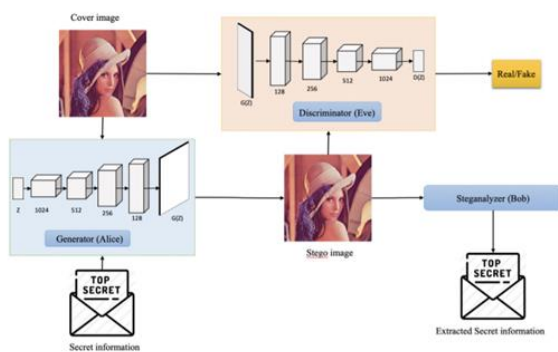 Cover image
G(Z)
128
256
512
1024
D(Z)
Discriminator (Eve)
Real/Fake
Z
1024
512
256
128
G(Z)
Generator (Alice)
Stego image
Steganalyzer (Bob)
TOP
SECRET
Secret information
TOP
SECRET
Extracted Secret information